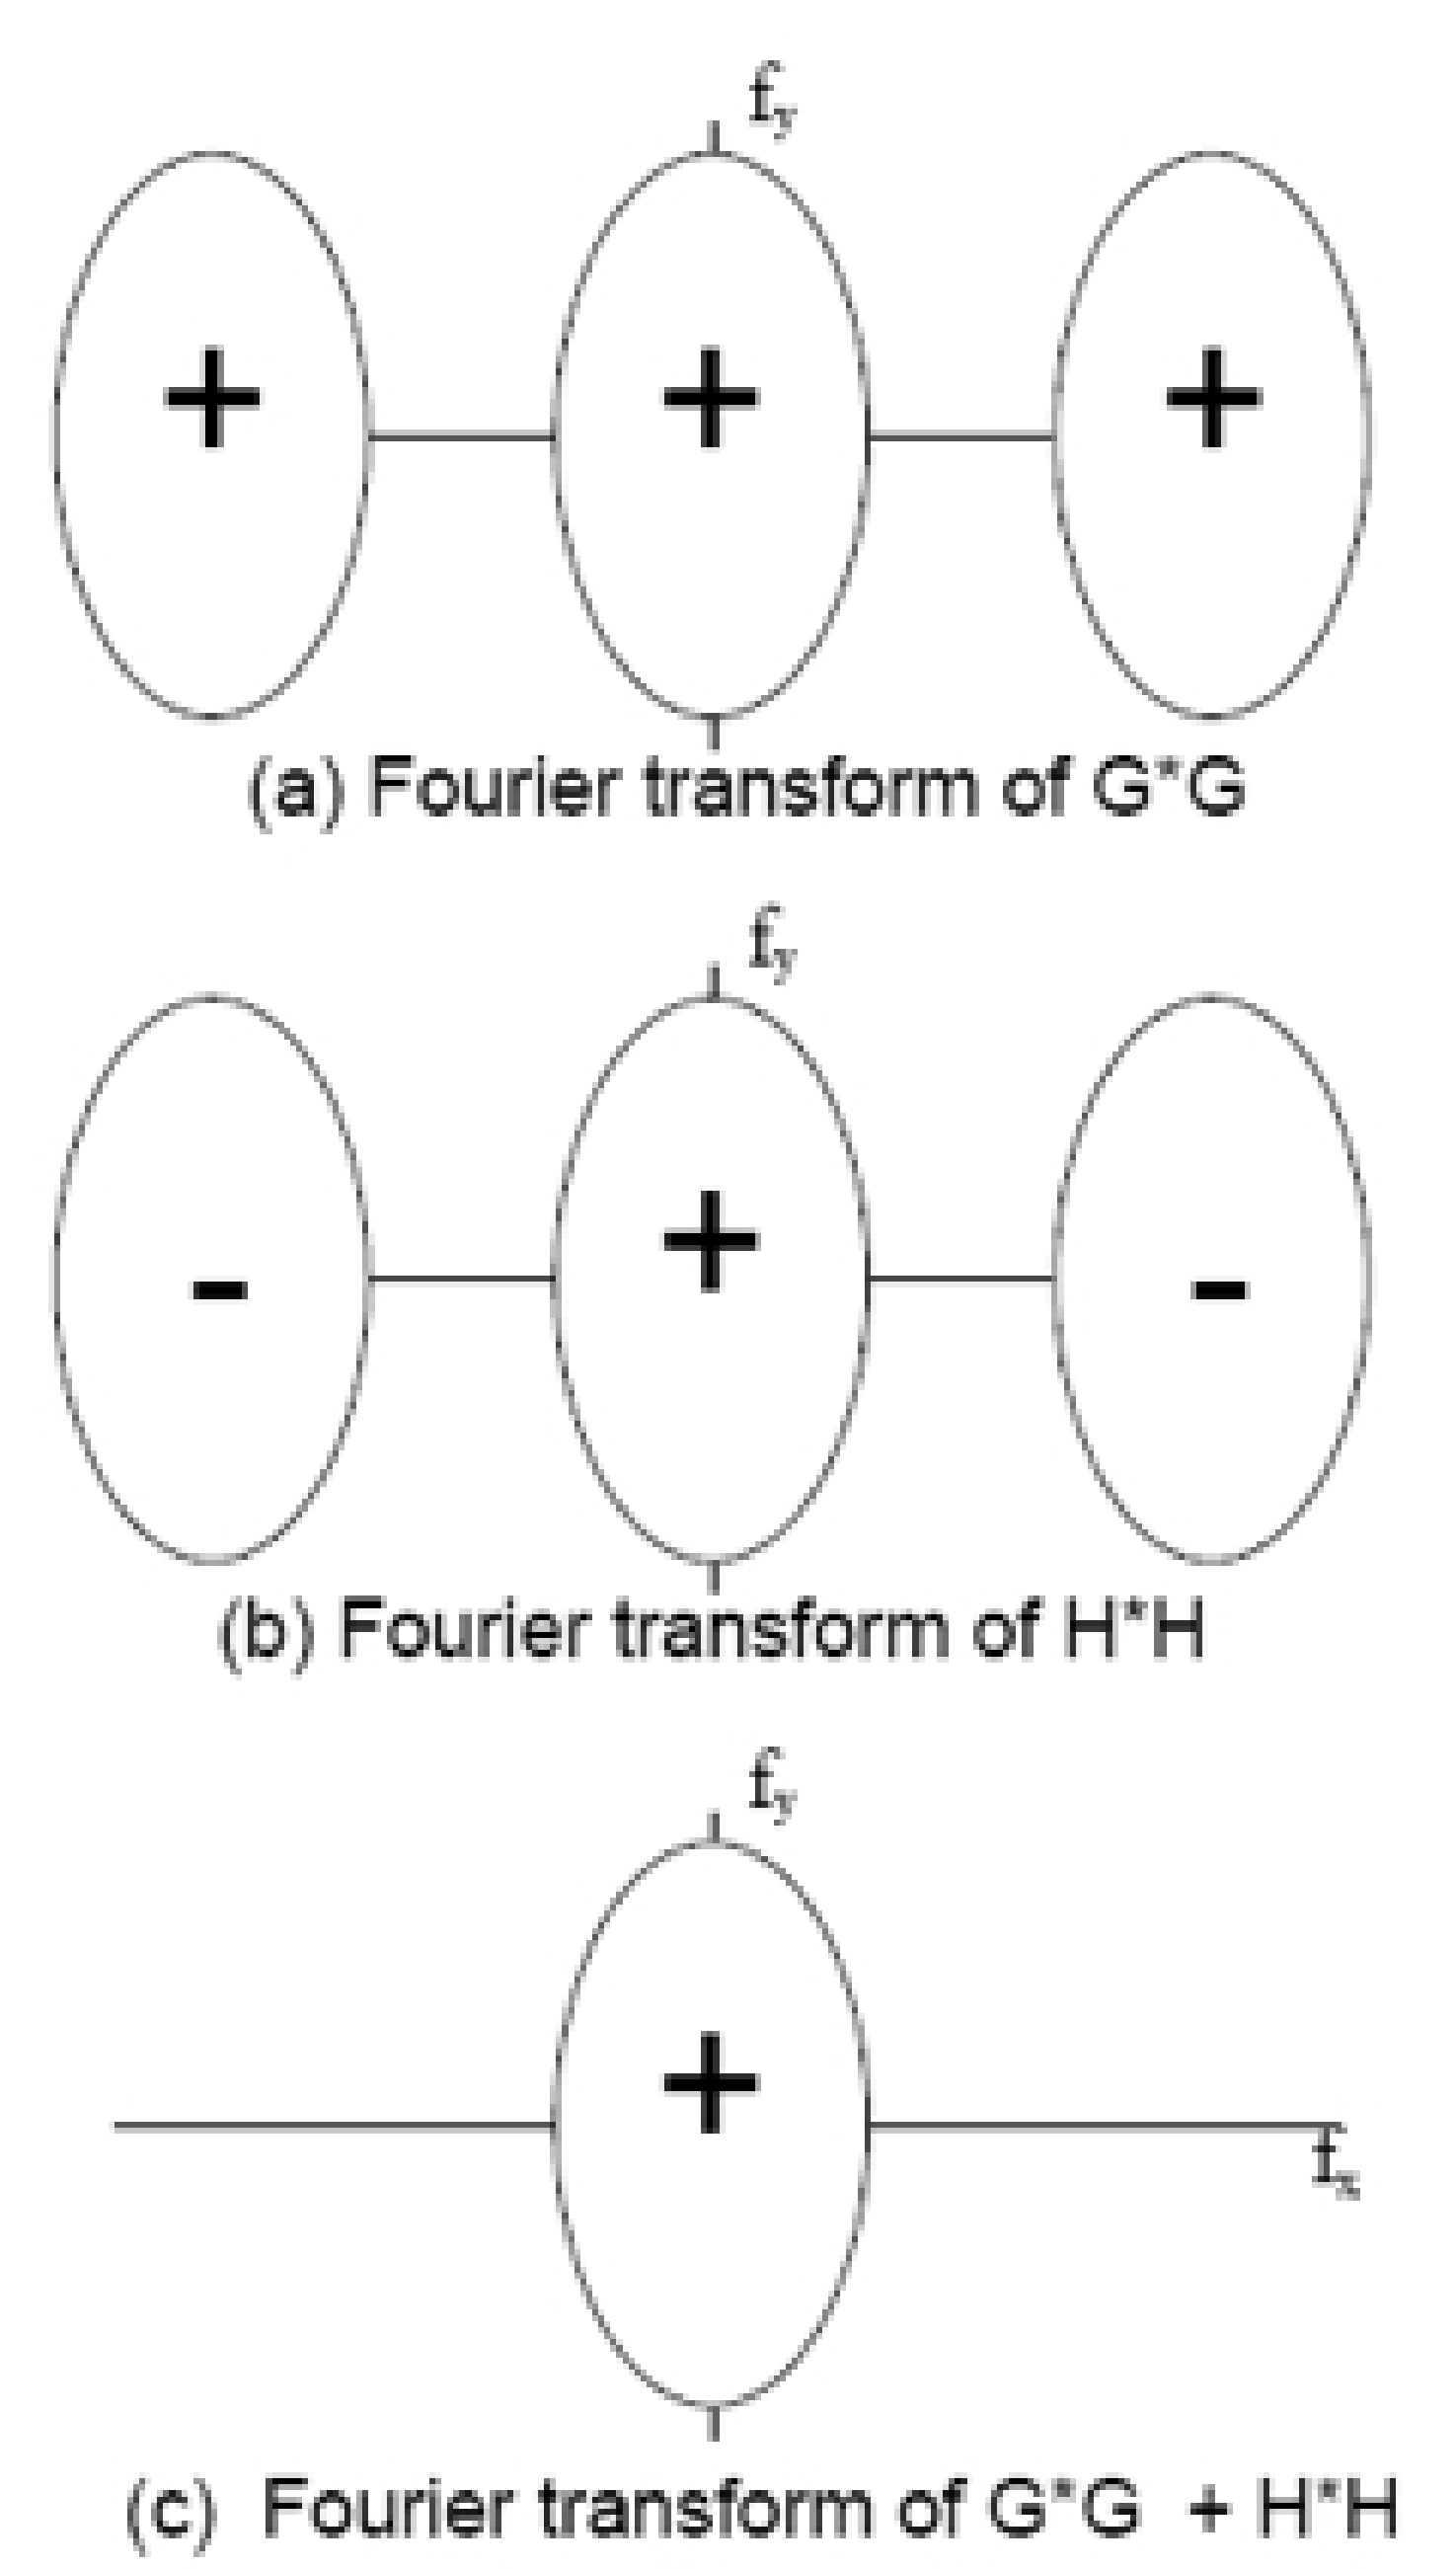 f_y
+ + +
(a) Fourier transform of G*G
f_y
- + -
(b) Fourier transform of H*H
f_y
+
f_x
(c) Fourier transform of G*G + H*H